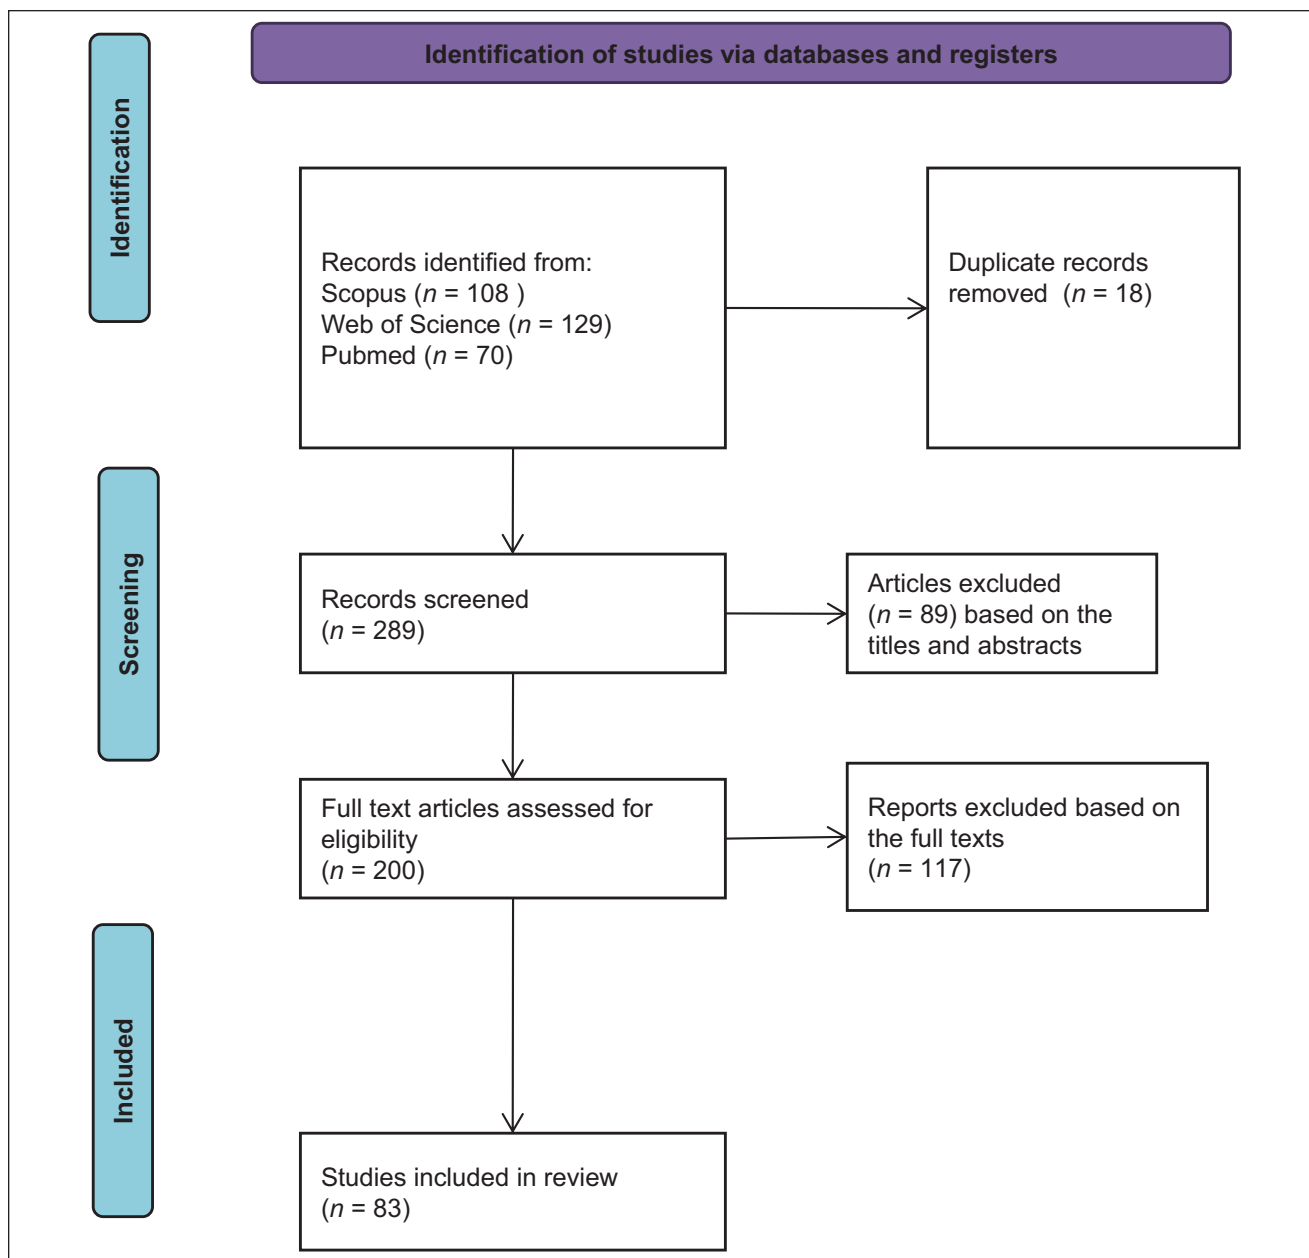 Identification of studies via databases and registers
Identification
Records identified from:
Scopus (n = 108 )
Web of Science (n = 129)
Pubmed (n = 70)
Duplicate records
removed (n = 18)
Screening
Records screened
(n = 289)
Articles excluded
(n = 89) based on the
titles and abstracts
Full text articles assessed for
eligibility
(n = 200)
Reports excluded based on
the full texts
(n = 117)
Included
Studies included in review
(n = 83)